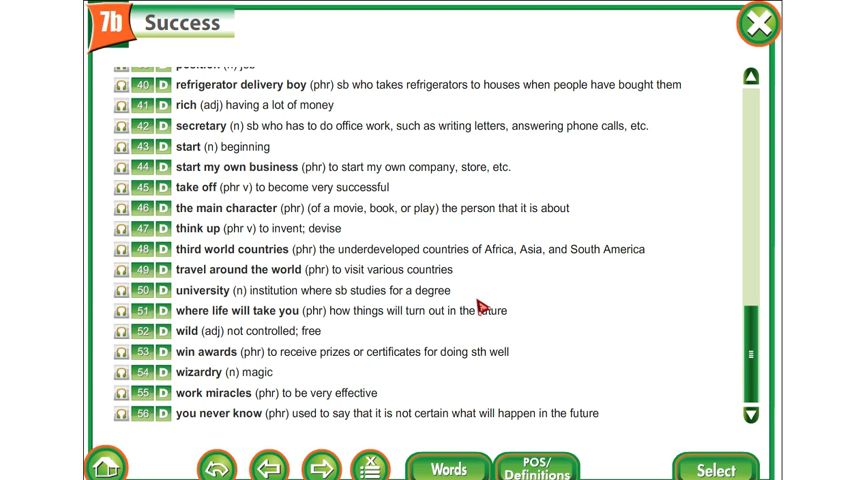 7b Success
position (n) job
40 D refrigerator delivery boy (phr) sb who takes refrigerators to houses when people have bought them
41 D rich (adj) having a lot of money
42 D secretary (n) sb who has to do office work, such as writing letters, answering phone calls, etc.
43 D start (n) beginning
44 D start my own business (phr) to start my own company, store, etc.
45 D take off (phr v) to become very successful
46 D the main character (phr) (of a movie, book, or play) the person that it is about
47 D think up (phr v) to invent; devise
48 D third world countries (phr) the underdeveloped countries of Africa, Asia, and South America
49 D travel around the world (phr) to visit various countries
50 D university (n) institution where sb studies for a degree
51 D where life will take you (phr) how things will turn out in the future
52 D wild (adj) not controlled; free
53 D win awards (phr) to receive prizes or certificates for doing sth well
54 D wizardry (n) magic
55 D work miracles (phr) to be very effective
56 D you never know (phr) used to say that it is not certain what will happen in the future
Words
POS/
Definitions
Select